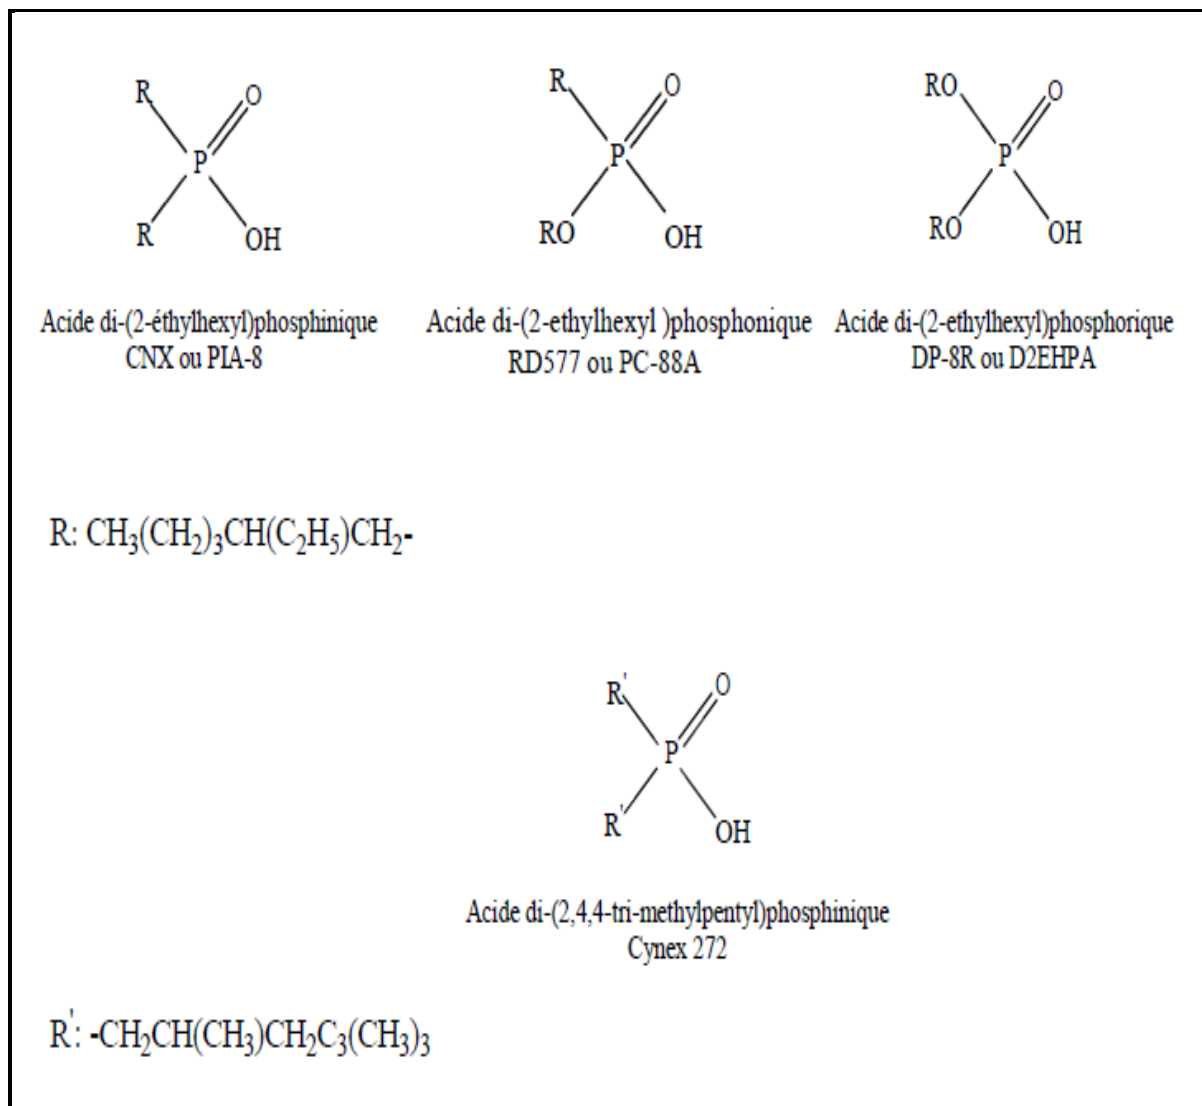 R O R O RO O
P P P
R OH RO OH RO OH
Acide di-(2-éthylhexyl)phosphinique Acide di-(2-ethylhexyl )phosphonique Acide di-(2-ethylhexyl)phosphorique
CNX ou PIA-8 RD577 ou PC-88A DP-8R ou D2EHPA
R: CH₃(CH₂)₃CH(C₂H₅)CH₂-
R' O
P
R' OH
Acide di-(2,4,4-tri-methylpentyl)phosphinique
Cynex 272
R': -CH₂CH(CH₃)CH₂C₃(CH₃)₃